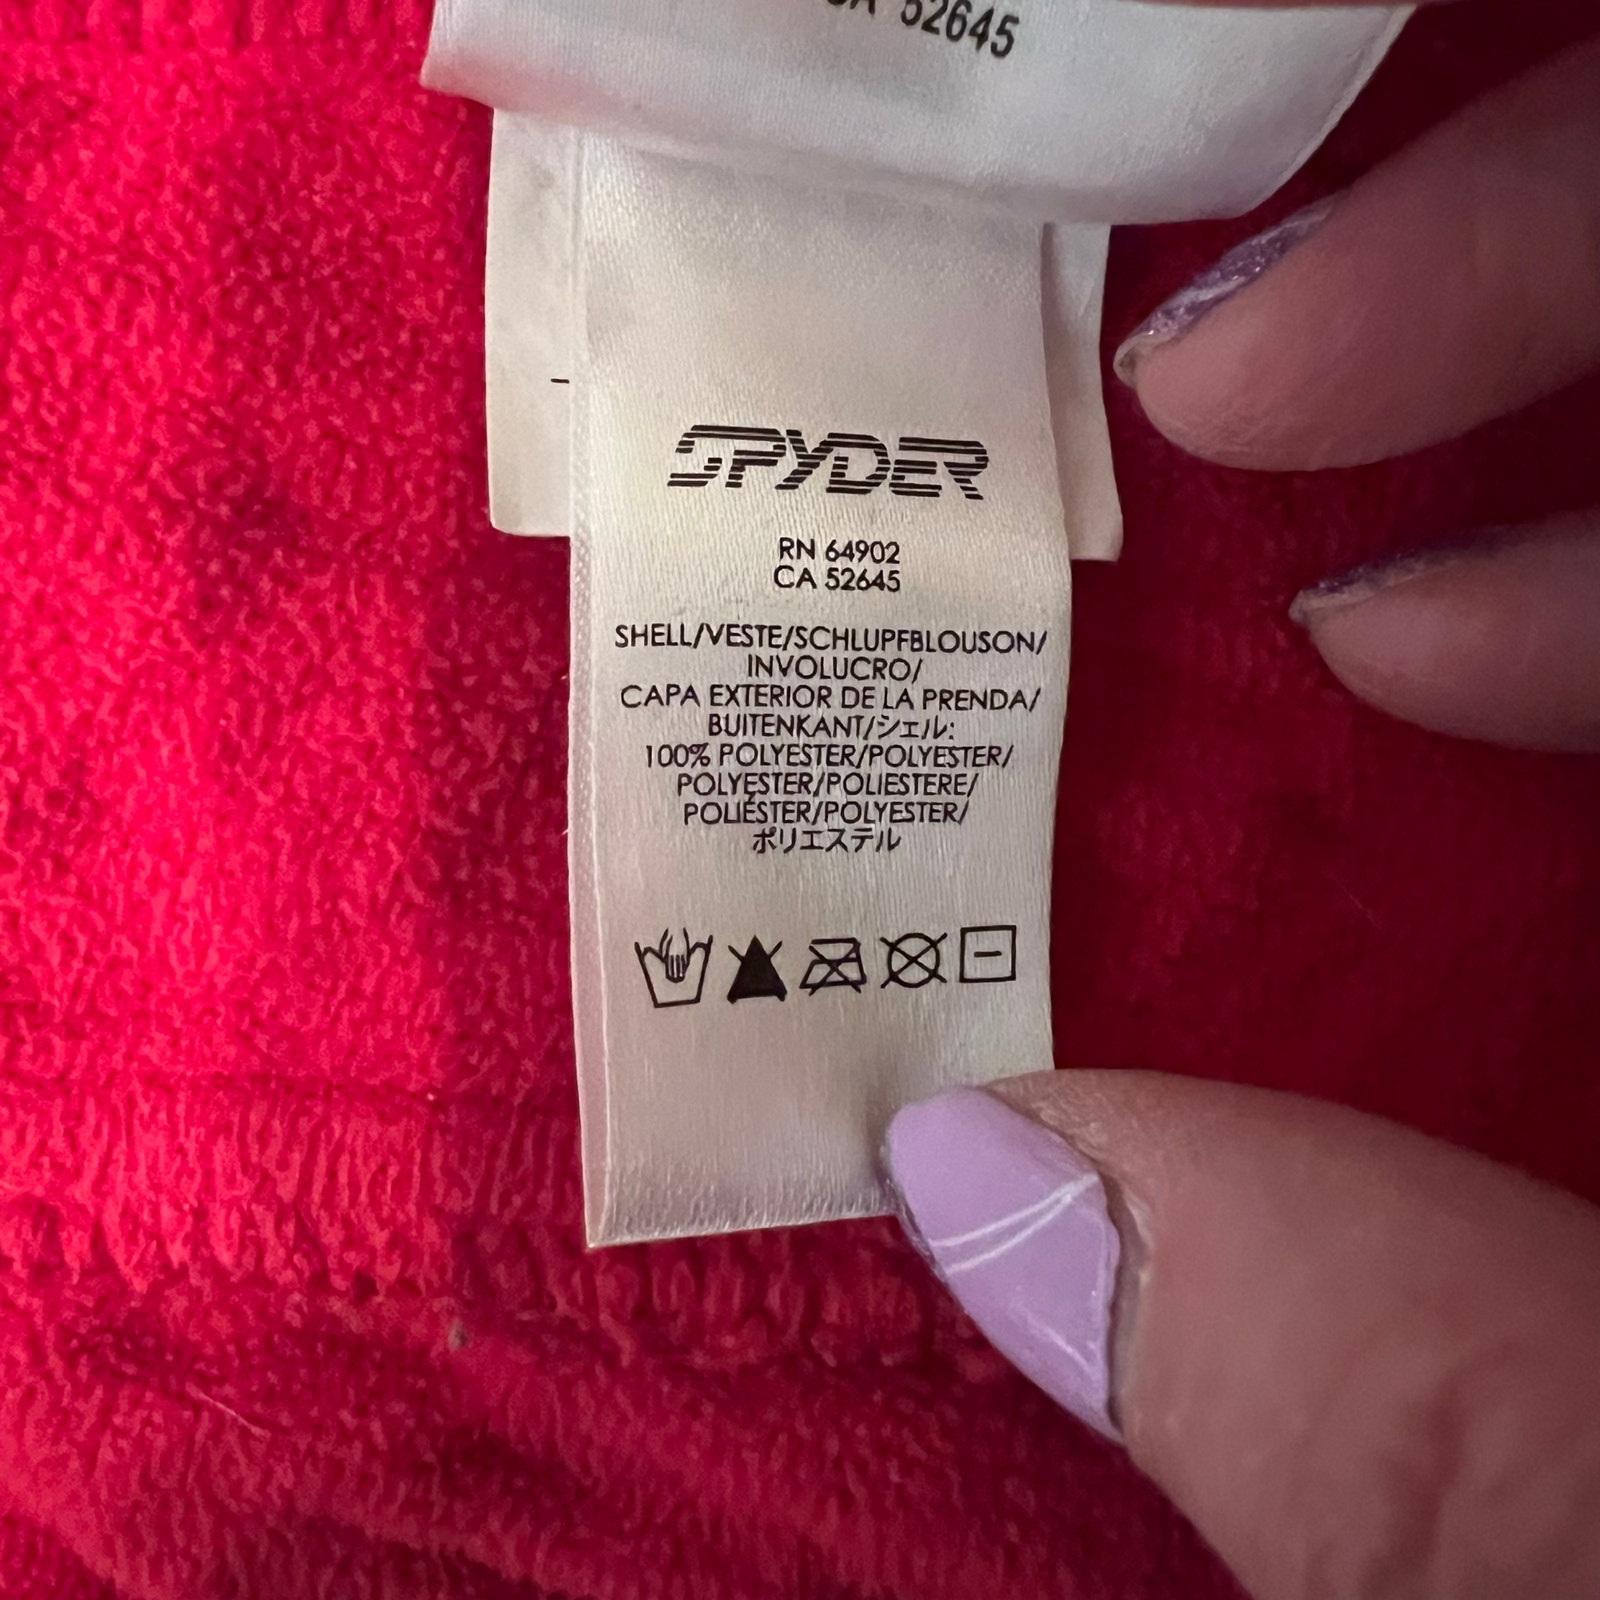 52645
SPYDER
RN 64902
CA 52645
SHELL/VESTE/SCHLUPFBLOUSON/
INVOLUCRO/
CAPA EXTERIOR DE LA PRENDA/
BUITENKANT/シェル:
100% POLYESTER/POLYESTER/
POLYESTER/POLIESTERE/
POLIÉSTER/POLYESTER/
ポリエステル